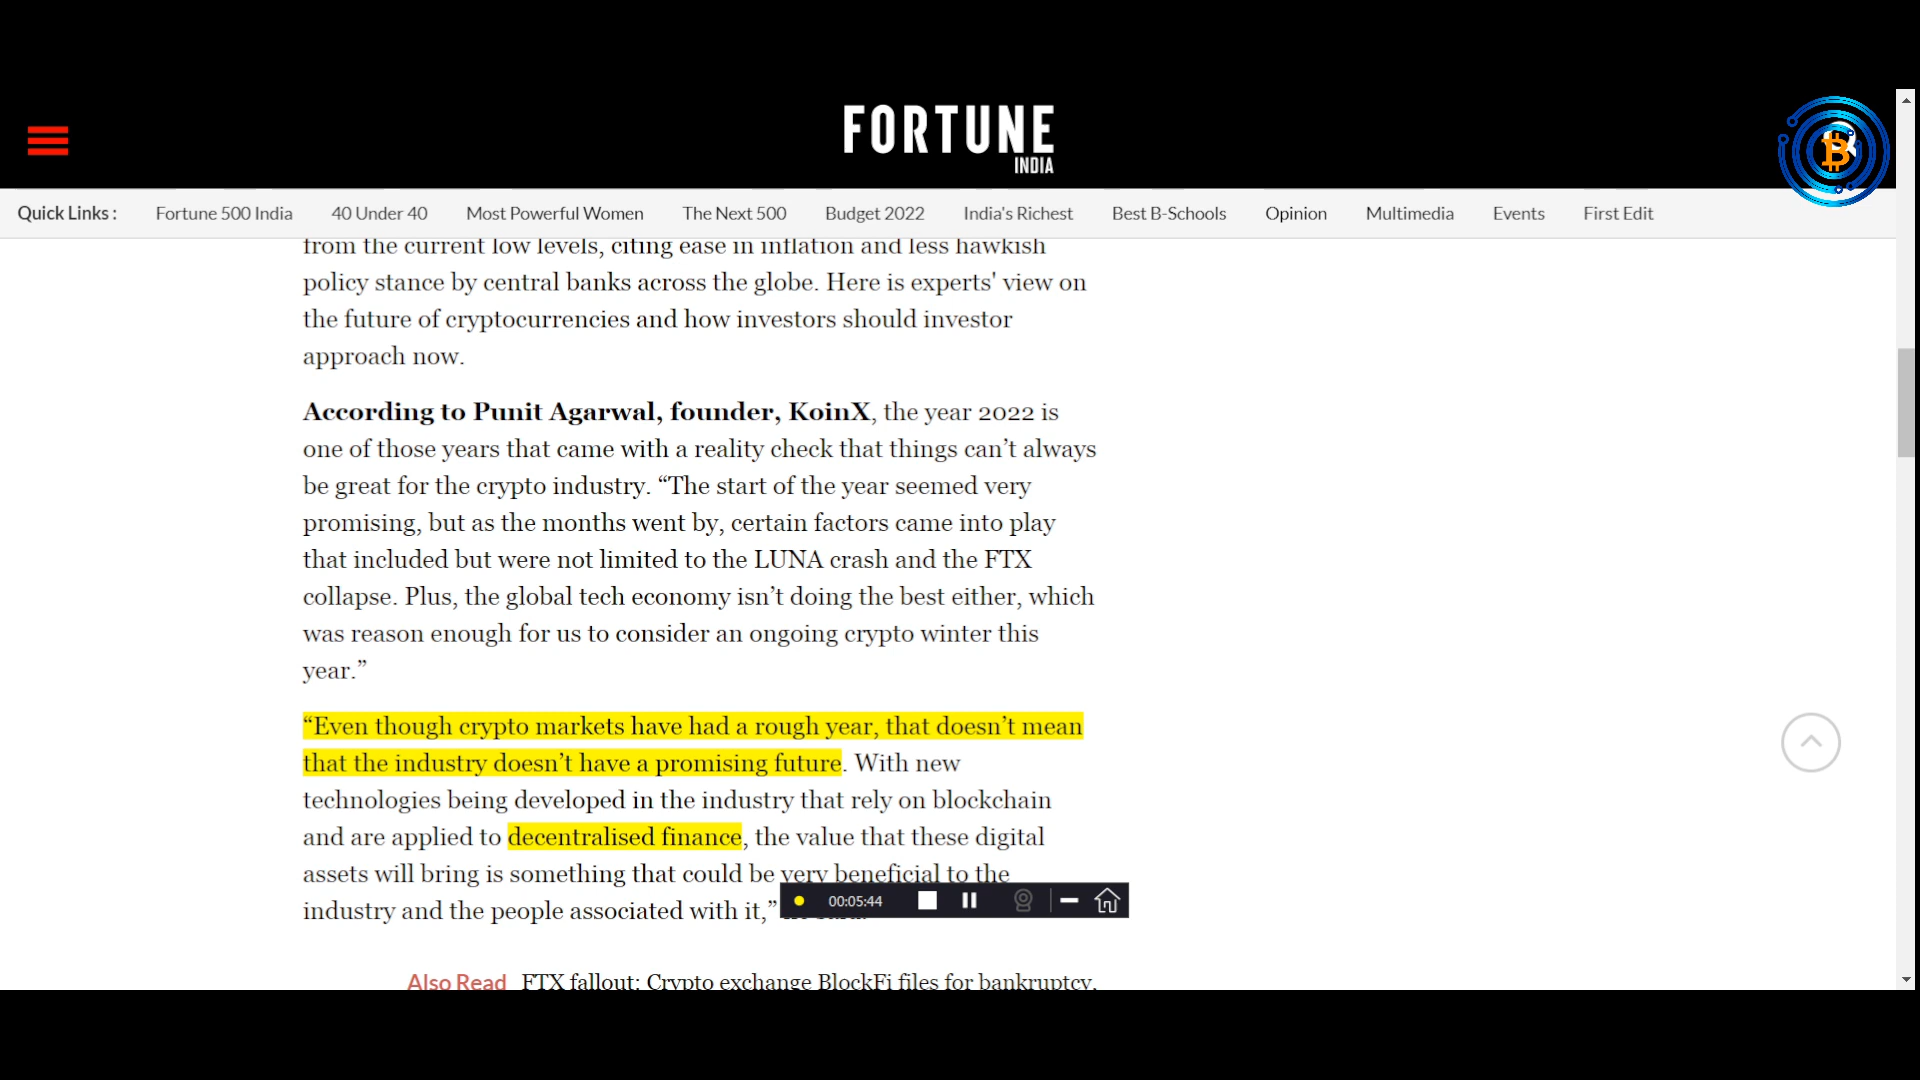 FORTUNE
INDIA
Quick Links : Fortune 500 India 40 Under 40 Most Powerful Women The Next 500 Budget 2022 India's Richest Best B-Schools Opinion Multimedia Events First Edit
from the current low levels, citing ease in inflation and less hawkish
policy stance by central banks across the globe. Here is experts' view on
the future of cryptocurrencies and how investors should investor
approach now.
According to Punit Agarwal, founder, KoinX, the year 2022 is
one of those years that came with a reality check that things can’t always
be great for the crypto industry. “The start of the year seemed very
promising, but as the months went by, certain factors came into play
that included but were not limited to the LUNA crash and the FTX
collapse. Plus, the global tech economy isn’t doing the best either, which
was reason enough for us to consider an ongoing crypto winter this
year.”
“Even though crypto markets have had a rough year, that doesn’t mean
that the industry doesn’t have a promising future. With new
technologies being developed in the industry that rely on blockchain
and are applied to decentralised finance, the value that these digital
assets will bring is something that could be very beneficial to the
industry and the people associated with it,”
00:05:44
Also Read FTX fallout: Crypto exchange BlockFi files for bankruptcy,